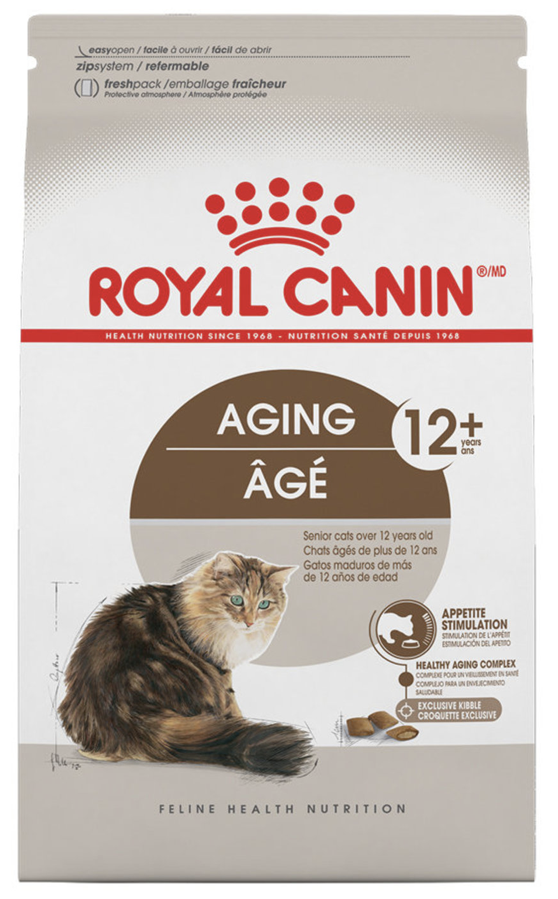 easyopen / facile à ouvrir / fácil de abrir
zipsystem / refermable
freshpack / emballage fraîcheur
Protective atmosphere / Atmosphère protégée
ROYAL CANIN®/MD
HEALTH NUTRITION SINCE 1968 - NUTRITION SANTÉ DEPUIS 1968
AGING
ÂGÉ
12+
years
ans
Senior cats over 12 years old
Chats âgés de plus de 12 ans
Gatos maduros de más
de 12 años de edad
APPETITE
STIMULATION
STIMULATION DE L'APPÉTIT
ESTIMULACIÓN DEL APETITO
HEALTHY AGING COMPLEX
COMPLEXE POUR UN VIEILLISSEMENT EN SANTÉ
COMPLEJO PARA UN ENVEJECIMIENTO
SALUDABLE
EXCLUSIVE KIBBLE
CROQUETTE EXCLUSIVE
FELINE HEALTH NUTRITION